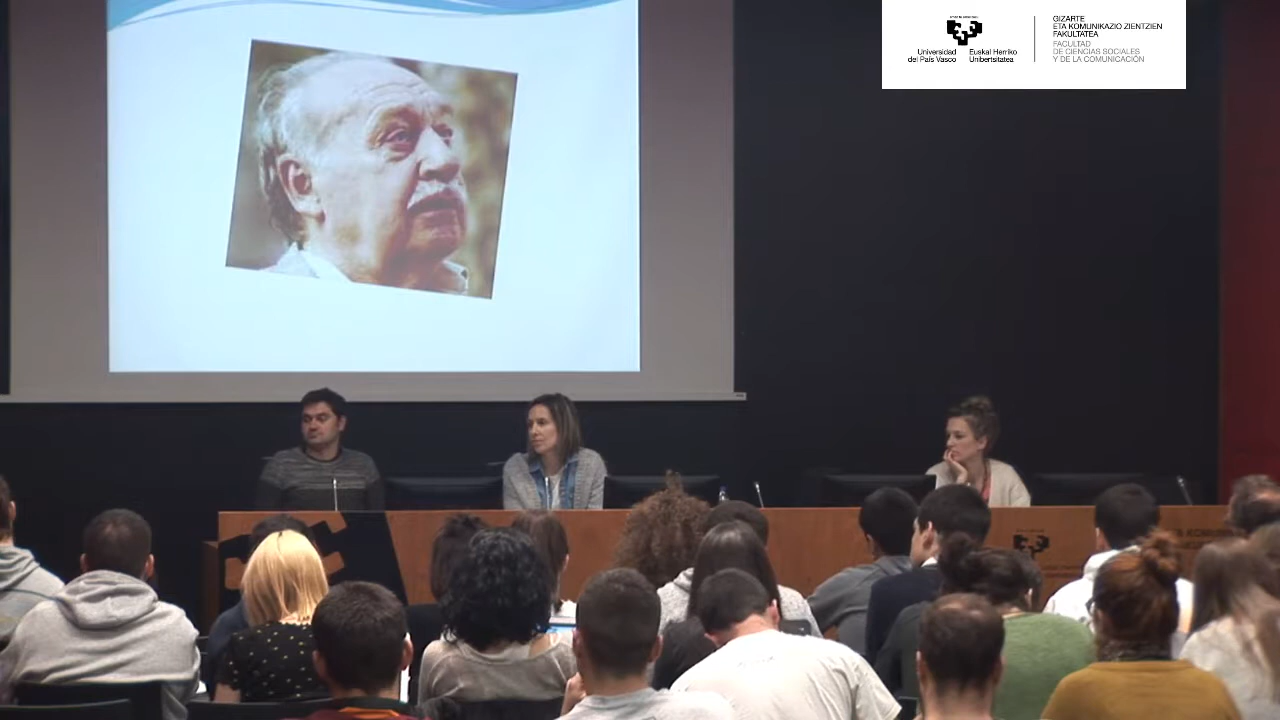 Universidad
del País Vasco
Euskal Herriko
Unibertsitatea
GIZARTE
ETA KOMUNIKAZIO ZIENTZIEN
FAKULTATEA
FACULTAD
DE CIENCIAS SOCIALES
Y DE LA COMUNICACIÓN